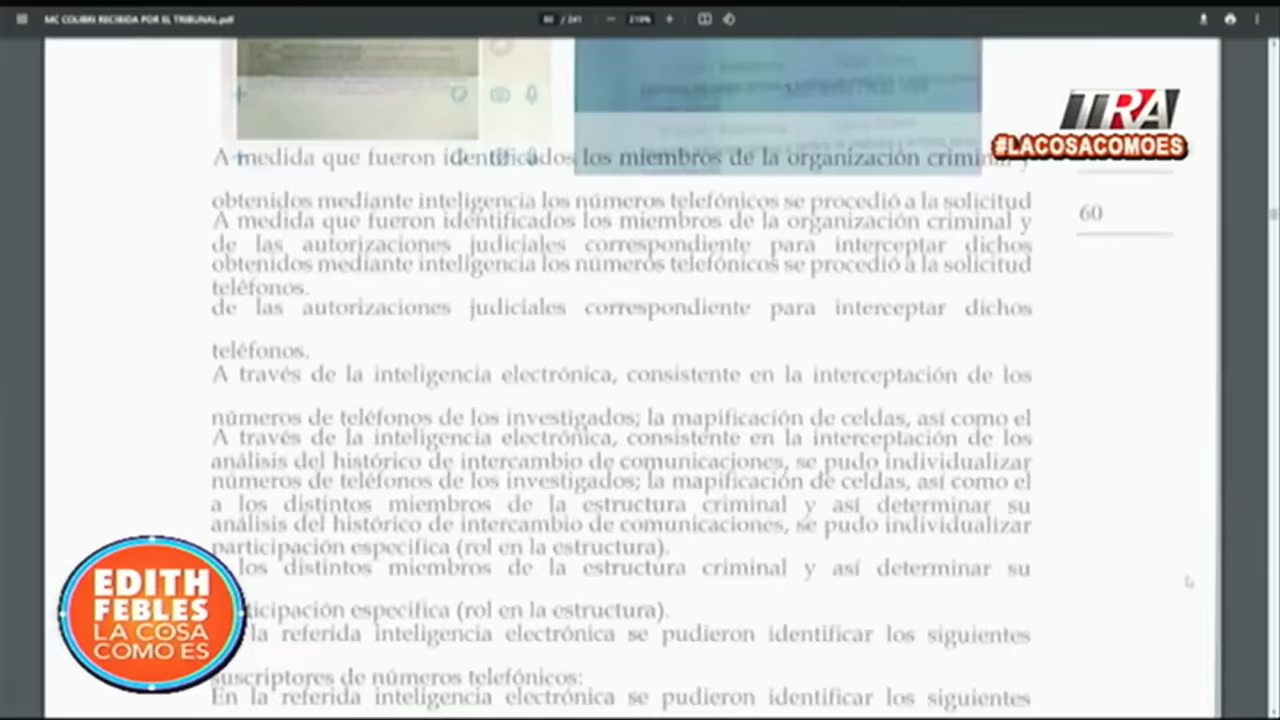 MC COLIBRI RECIBIDA POR EL TRIBUNAL.pdf
60 / 241
218%
TRA
#LACOSACOMOES
A medida que fueron identificados los miembros de la organización criminal y
obtenidos mediante inteligencia los números telefónicos se procedió a la solicitud
60
A medida que fueron identificados los miembros de la organización criminal y
de las autorizaciones judiciales correspondiente para interceptar dichos
obtenidos mediante inteligencia los números telefónicos se procedió a la solicitud
teléfonos.
de las autorizaciones judiciales correspondiente para interceptar dichos
teléfonos.
A través de la inteligencia electrónica, consistente en la interceptación de los
números de teléfonos de los investigados; la mapificación de celdas, así como el
A través de la inteligencia electrónica, consistente en la interceptación de los
análisis del histórico de intercambio de comunicaciones, se pudo individualizar
números de teléfonos de los investigados; la mapificación de celdas, así como el
a los distintos miembros de la estructura criminal y así determinar su
análisis del histórico de intercambio de comunicaciones, se pudo individualizar
participación especifica (rol en la estructura).
los distintos miembros de la estructura criminal y así determinar su
ticipación especifica (rol en la estructura).
la referida inteligencia electrónica se pudieron identificar los siguientes
suscriptores de números telefónicos:
En la referida inteligencia electrónica se pudieron identificar los siguientes
EDITH
FEBLES
LA COSA
COMO ES